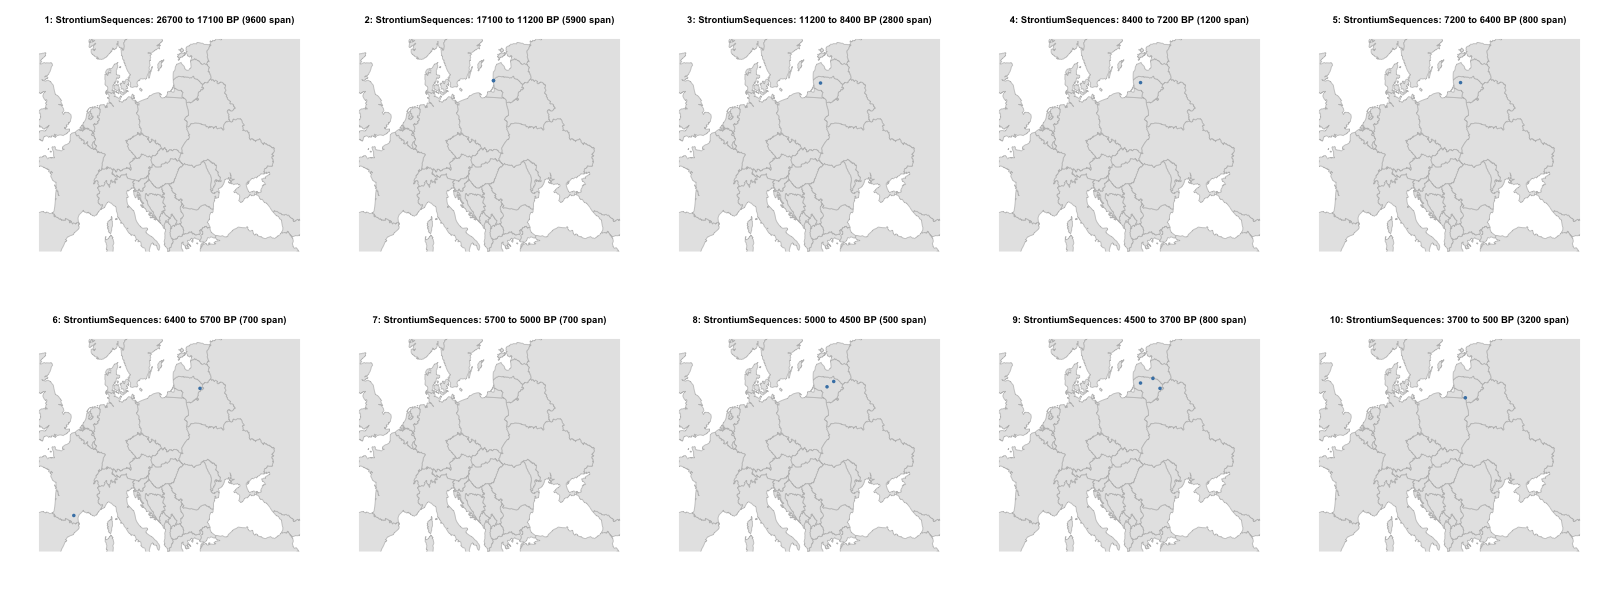 1: StrontiumSequences: 26700 to 17100 BP (9600 span)
2: StrontiumSequences: 17100 to 11200 BP (5900 span)
3: StrontiumSequences: 11200 to 8400 BP (2800 span)
4: StrontiumSequences: 8400 to 7200 BP (1200 span)
5: StrontiumSequences: 7200 to 6400 BP (800 span)
6: StrontiumSequences: 6400 to 5700 BP (700 span)
7: StrontiumSequences: 5700 to 5000 BP (700 span)
8: StrontiumSequences: 5000 to 4500 BP (500 span)
9: StrontiumSequences: 4500 to 3700 BP (800 span)
10: StrontiumSequences: 3700 to 500 BP (3200 span)